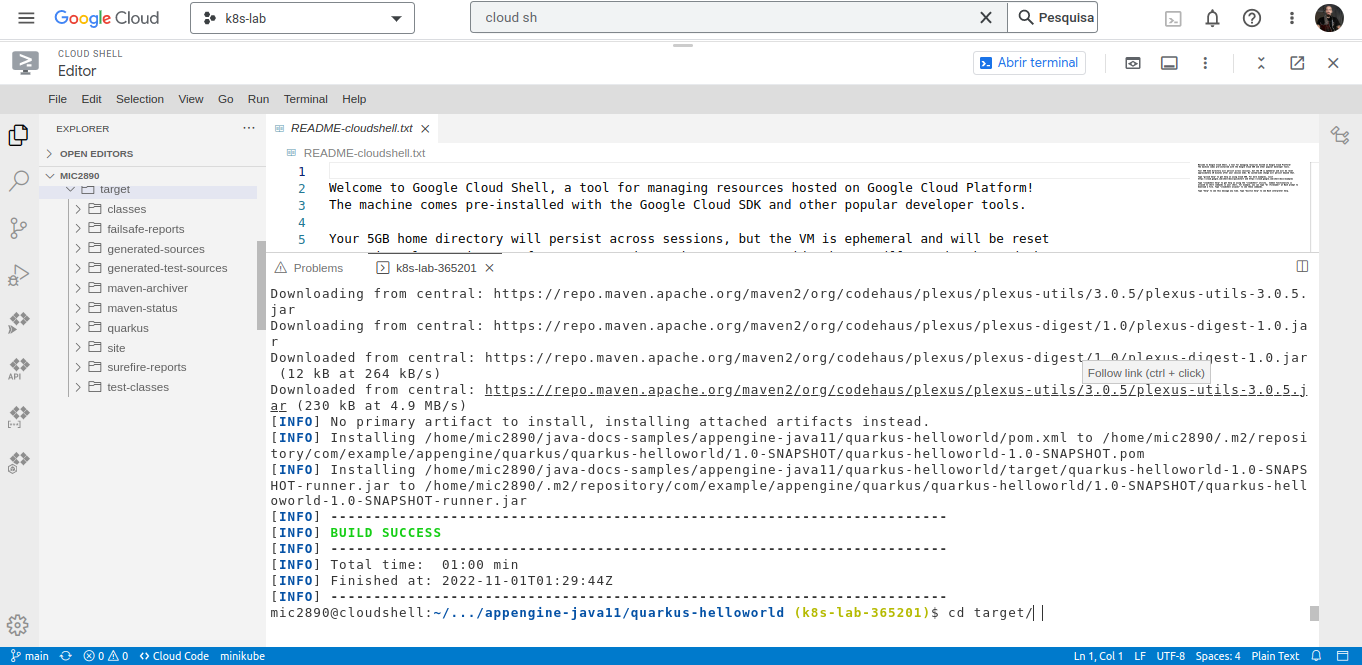 Google Cloud
k8s-lab
cloud sh
Pesquisa
CLOUD SHELL
Editor
Abrir terminal
File Edit Selection View Go Run Terminal Help
EXPLORER
OPEN EDITORS
MIC2890
target
classes
failsafe-reports
generated-sources
generated-test-sources
maven-archiver
maven-status
quarkus
site
surefire-reports
test-classes
API
README-cloudshell.txt
README-cloudshell.txt
1
2 Welcome to Google Cloud Shell, a tool for managing resources hosted on Google Cloud Platform!
3 The machine comes pre-installed with the Google Cloud SDK and other popular developer tools.
4
5 Your 5GB home directory will persist across sessions, but the VM is ephemeral and will be reset
Problems
k8s-lab-365201
Downloading from central: https://repo.maven.apache.org/maven2/org/codehaus/plexus/plexus-utils/3.0.5/plexus-utils-3.0.5.
jar
Downloading from central: https://repo.maven.apache.org/maven2/org/codehaus/plexus/plexus-digest/1.0/plexus-digest-1.0.ja
r
Downloaded from central: https://repo.maven.apache.org/maven2/org/codehaus/plexus/plexus-digest/1.0/plexus-digest-1.0.jar
(12 kB at 264 kB/s)
Follow link (ctrl + click)
Downloaded from central: https://repo.maven.apache.org/maven2/org/codehaus/plexus/plexus-utils/3.0.5/plexus-utils-3.0.5.j
ar (230 kB at 4.9 MB/s)
[INFO] No primary artifact to install, installing attached artifacts instead.
[INFO] Installing /home/mic2890/java-docs-samples/appengine-java11/quarkus-helloworld/pom.xml to /home/mic2890/.m2/reposi
tory/com/example/appengine/quarkus/quarkus-helloworld/1.0-SNAPSHOT/quarkus-helloworld-1.0-SNAPSHOT.pom
[INFO] Installing /home/mic2890/java-docs-samples/appengine-java11/quarkus-helloworld/target/quarkus-helloworld-1.0-SNAPS
HOT-runner.jar to /home/mic2890/.m2/repository/com/example/appengine/quarkus/quarkus-helloworld/1.0-SNAPSHOT/quarkus-hell
oworld-1.0-SNAPSHOT-runner.jar
[INFO] ------------------------------------------------------------------------
[INFO] BUILD SUCCESS
[INFO] ------------------------------------------------------------------------
[INFO] Total time:  01:00 min
[INFO] Finished at: 2022-11-01T01:29:44Z
[INFO] ------------------------------------------------------------------------
mic2890@cloudshell:~/.../appengine-java11/quarkus-helloworld (k8s-lab-365201)$ cd target/
main 0 0 Cloud Code minikube Ln 1, Col 1 LF UTF-8 Spaces: 4 Plain Text